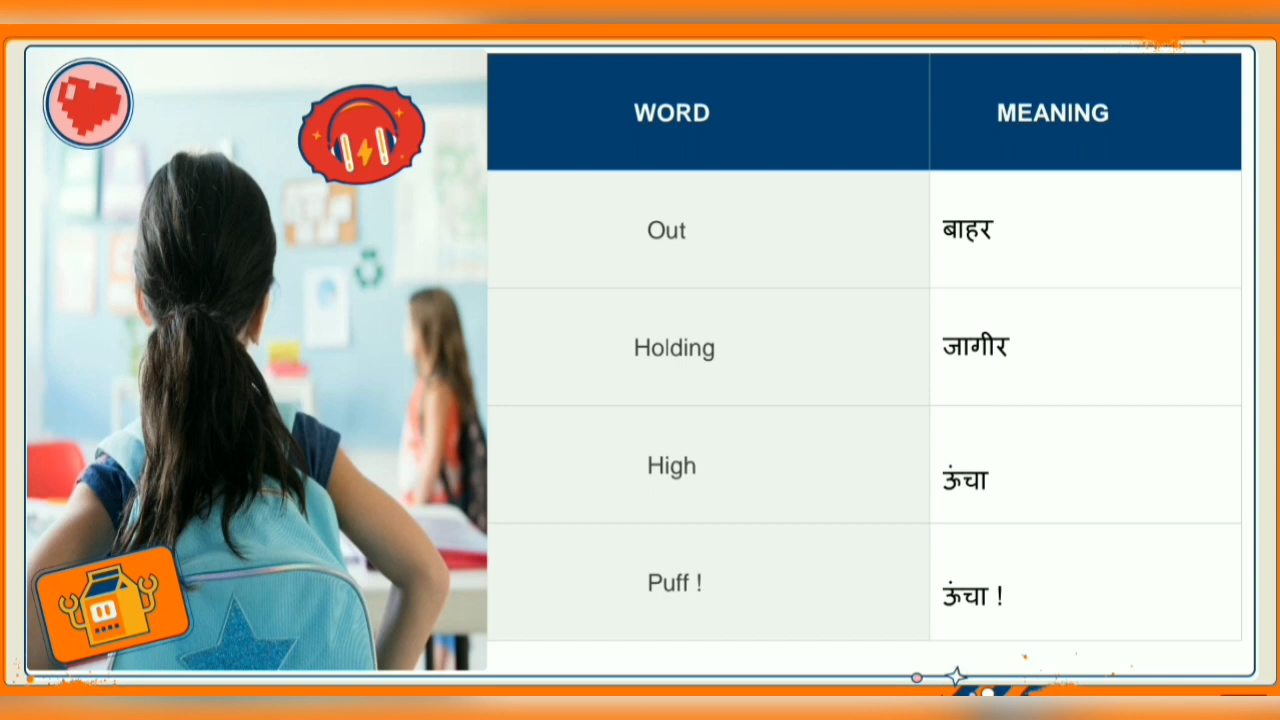 WORD MEANING
Out बाहर
Holding जागीर
High ऊंचा
Puff ! ऊंचा !